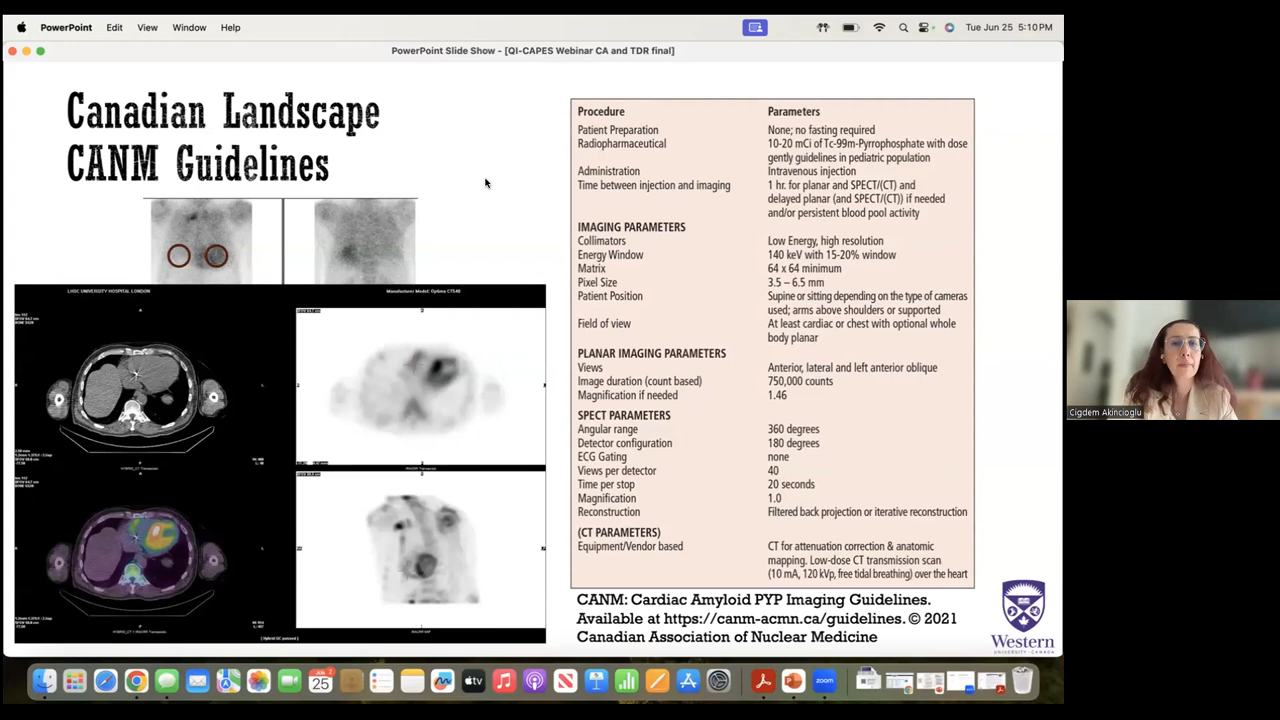 PowerPoint Edit View Window Help
Tue Jun 25 5:10 PM
PowerPoint Slide Show - [QI-CAPES Webinar CA and TDR final]
Canadian Landscape
CANM Guidelines
LHSC UNIVERSITY HOSPITAL LONDON
Manufacturer Model: Optima CT540
Procedure Parameters
Patient Preparation None; no fasting required
Radiopharmaceutical 10-20 mCi of Tc-99m-Pyrophosphate with dose
gently guidelines in pediatric population
Administration Intravenous injection
Time between injection and imaging 1 hr. for planar and SPECT/(CT) and
delayed planar (and SPECT/(CT)) if needed
and/or persistent blood pool activity
IMAGING PARAMETERS
Collimators Low Energy, high resolution
Energy Window 140 keV with 15-20% window
Matrix 64 x 64 minimum
Pixel Size 3.5 – 6.5 mm
Patient Position Supine or sitting depending on the type of cameras
used; arms above shoulders or supported
Field of view At least cardiac or chest with optional whole
body planar
PLANAR IMAGING PARAMETERS
Views Anterior, lateral and left anterior oblique
Image duration (count based) 750,000 counts
Magnification if needed 1.46
SPECT PARAMETERS
Angular range 360 degrees
Detector configuration 180 degrees
ECG Gating none
Views per detector 40
Time per stop 20 seconds
Magnification 1.0
Reconstruction Filtered back projection or iterative reconstruction
(CT PARAMETERS)
Equipment/Vendor based CT for attenuation correction & anatomic
mapping. Low-dose CT transmission scan
(10 mA, 120 kVp, free tidal breathing) over the heart
CANM: Cardiac Amyloid PYP Imaging Guidelines.
Available at https://canm-acmn.ca/guidelines. © 2021
Canadian Association of Nuclear Medicine
Western
UNIVERSITY · CANADA
Cigdem Akincioglu
25
tv
zoom